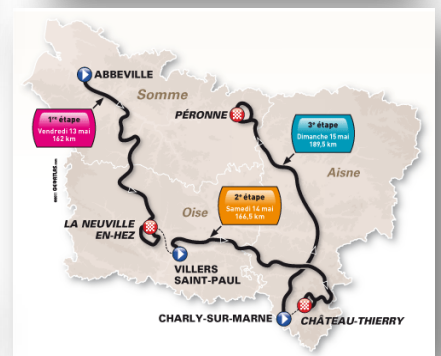 ABBEVILLE
Somme
1re étape
Vendredi 13 mai
162 km
PÉRONNE
3e étape
Dimanche 15 mai
189,5 km
Aisne
2e étape
Samedi 14 mai
166,5 km
Oise
LA NEUVILLE
EN-HEZ
VILLERS
SAINT-PAUL
CHARLY-SUR-MARNE
CHÂTEAU-THIERRY